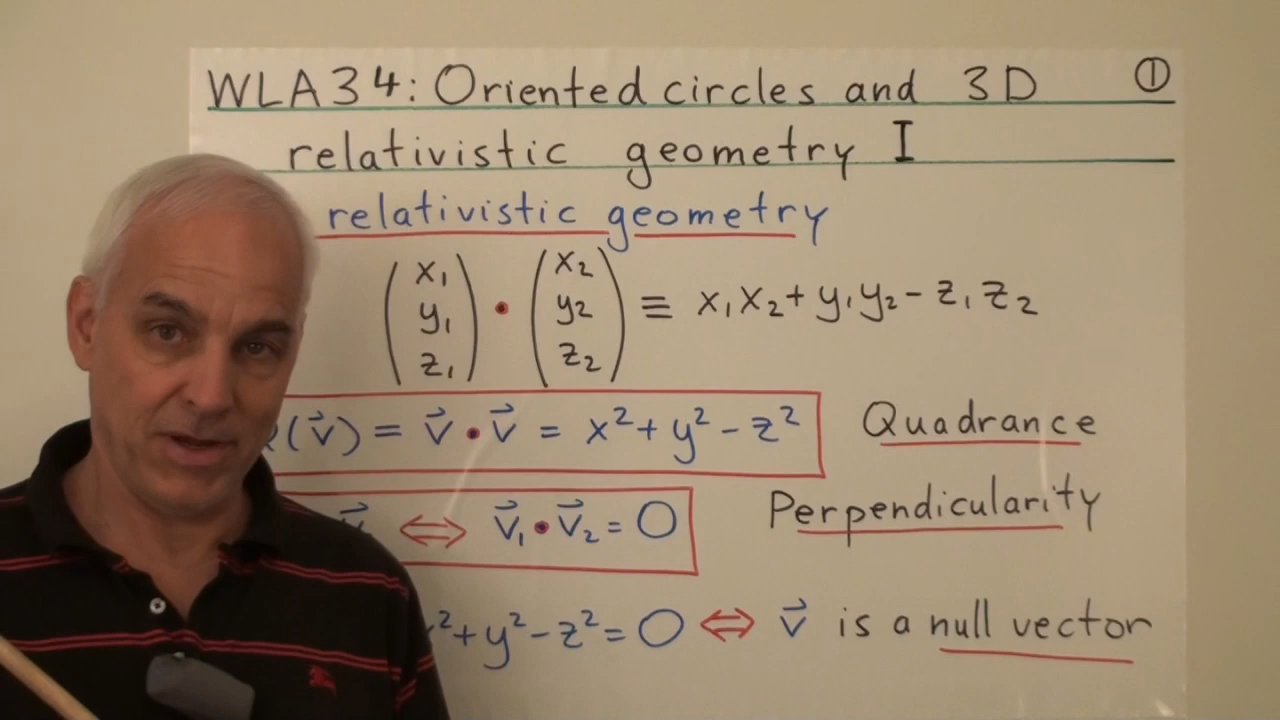 WLA34: Oriented circles and 3D ①
relativistic geometry I
relativistic geometry
(x₁ y₁ z₁) • (x₂ y₂ z₂) ≡ x₁x₂ + y₁y₂ - z₁z₂
(v⃗) = v⃗ • v⃗ = x² + y² - z² Quadrance
v⃗ ⇔ v⃗₁ • v⃗₂ = 0 Perpendicularity
² + y² - z² = 0 ⇔ v⃗ is a null vector